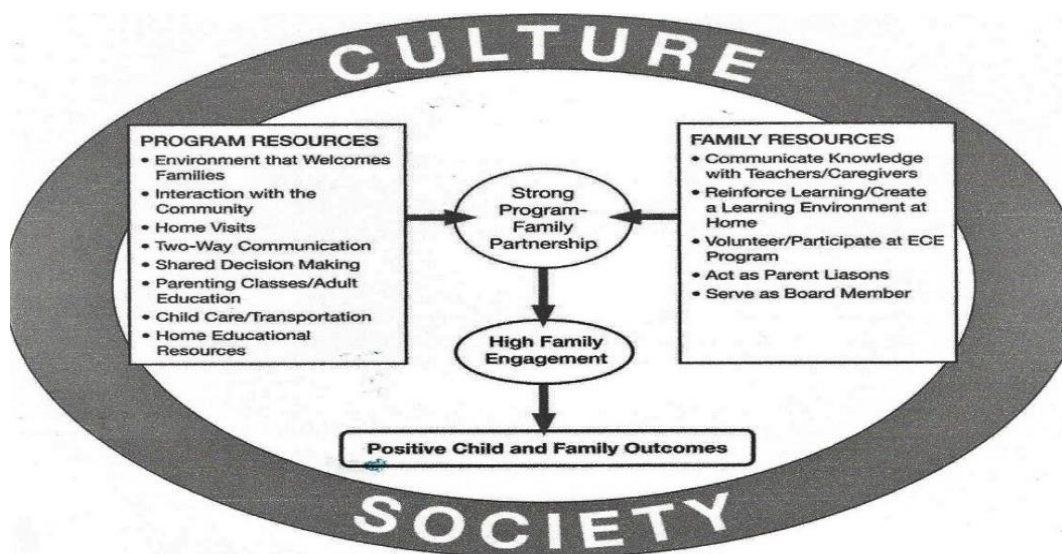 CULTURE
PROGRAM RESOURCES
• Environment that Welcomes
Families
• Interaction with the
Community
• Home Visits
• Two-Way Communication
• Shared Decision Making
• Parenting Classes/Adult
Education
• Child Care/Transportation
• Home Educational
Resources
Strong
Program-
Family
Partnership
High Family
Engagement
Positive Child and Family Outcomes
FAMILY RESOURCES
• Communicate Knowledge
with Teachers/Caregivers
• Reinforce Learning/Create
a Learning Environment at
Home
• Volunteer/Participate at ECE
Program
• Act as Parent Liasons
• Serve as Board Member
SOCIETY